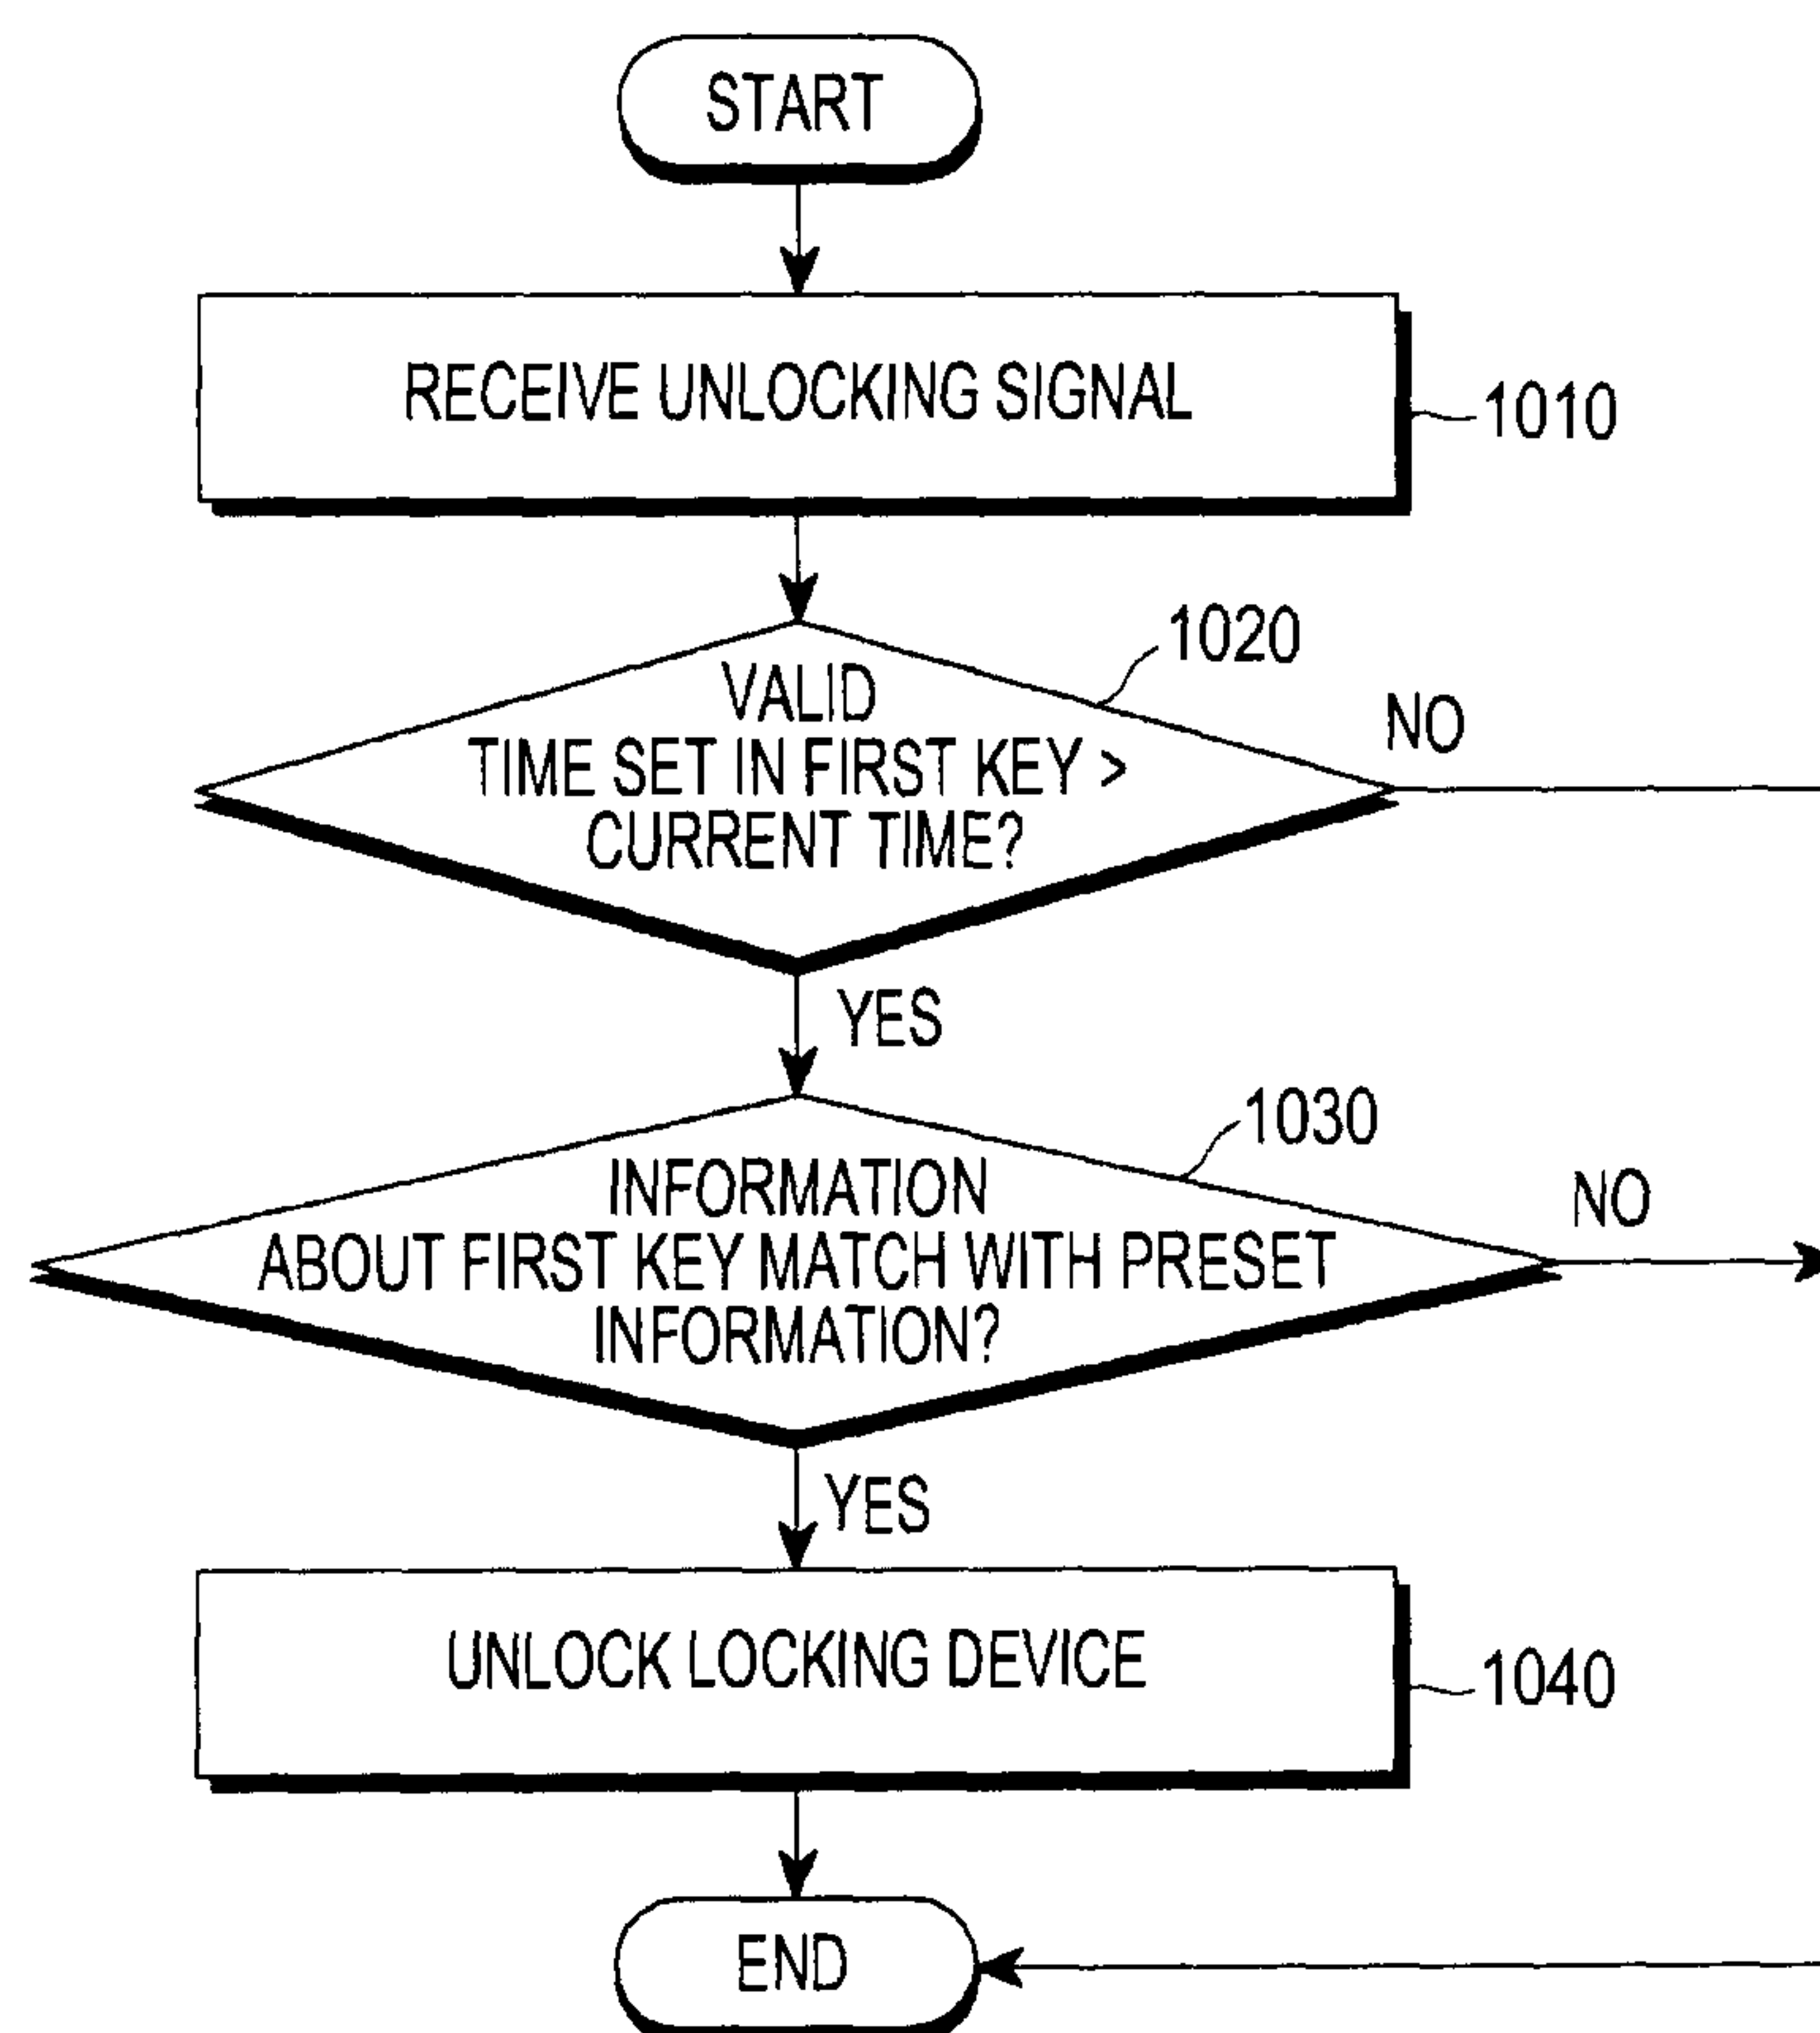 START
RECEIVE UNLOCKING SIGNAL
1010
1020
VALID
TIME SET IN FIRST KEY >
CURRENT TIME?
NO
YES
1030
INFORMATION
ABOUT FIRST KEY MATCH WITH PRESET
INFORMATION?
NO
YES
UNLOCK LOCKING DEVICE
1040
END